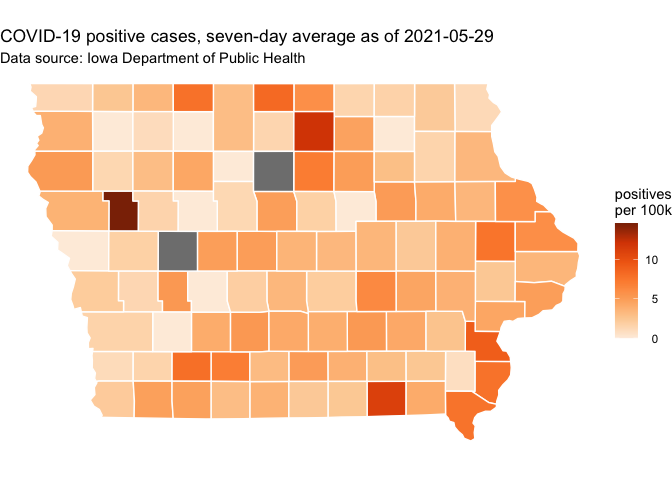 COVID-19 positive cases, seven-day average as of 2021-05-29
Data source: Iowa Department of Public Health
positives
per 100k
10
5
0